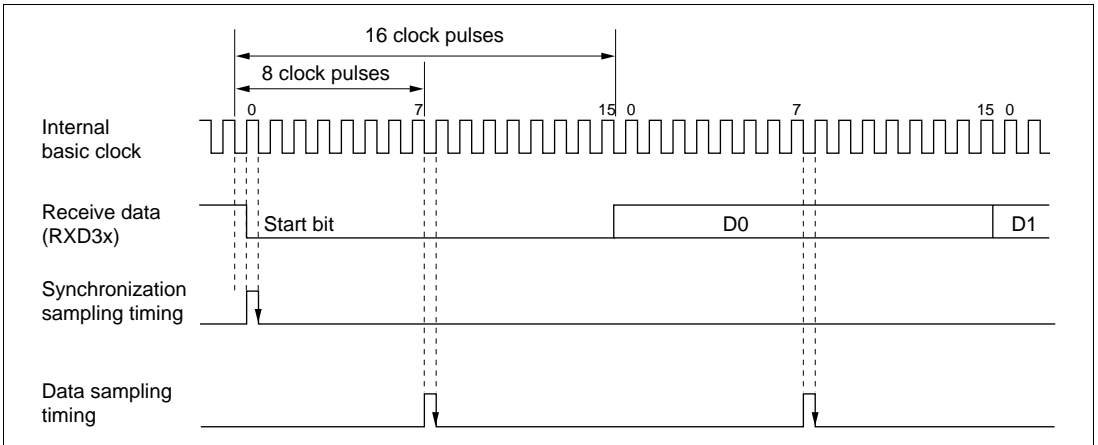 16 clock pulses
8 clock pulses
0 7 15 0 7 15 0
Internal
basic clock
Receive data
(RXD3x)
Start bit D0 D1
Synchronization
sampling timing
Data sampling
timing